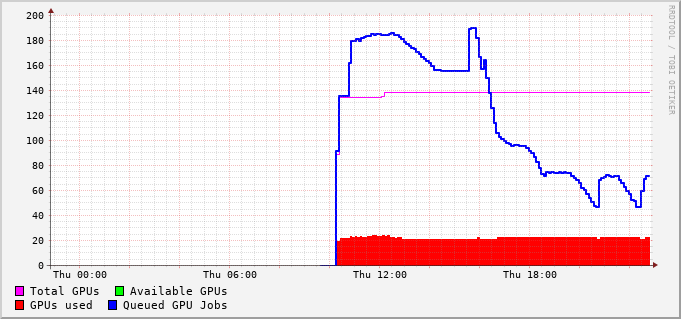 200
180
160
140
120
100
80
60
40
20
0
Thu 00:00 Thu 06:00 Thu 12:00 Thu 18:00
Total GPUs Available GPUs
GPUs used Queued GPU Jobs
RRDTOOL / TOBI OETIKER